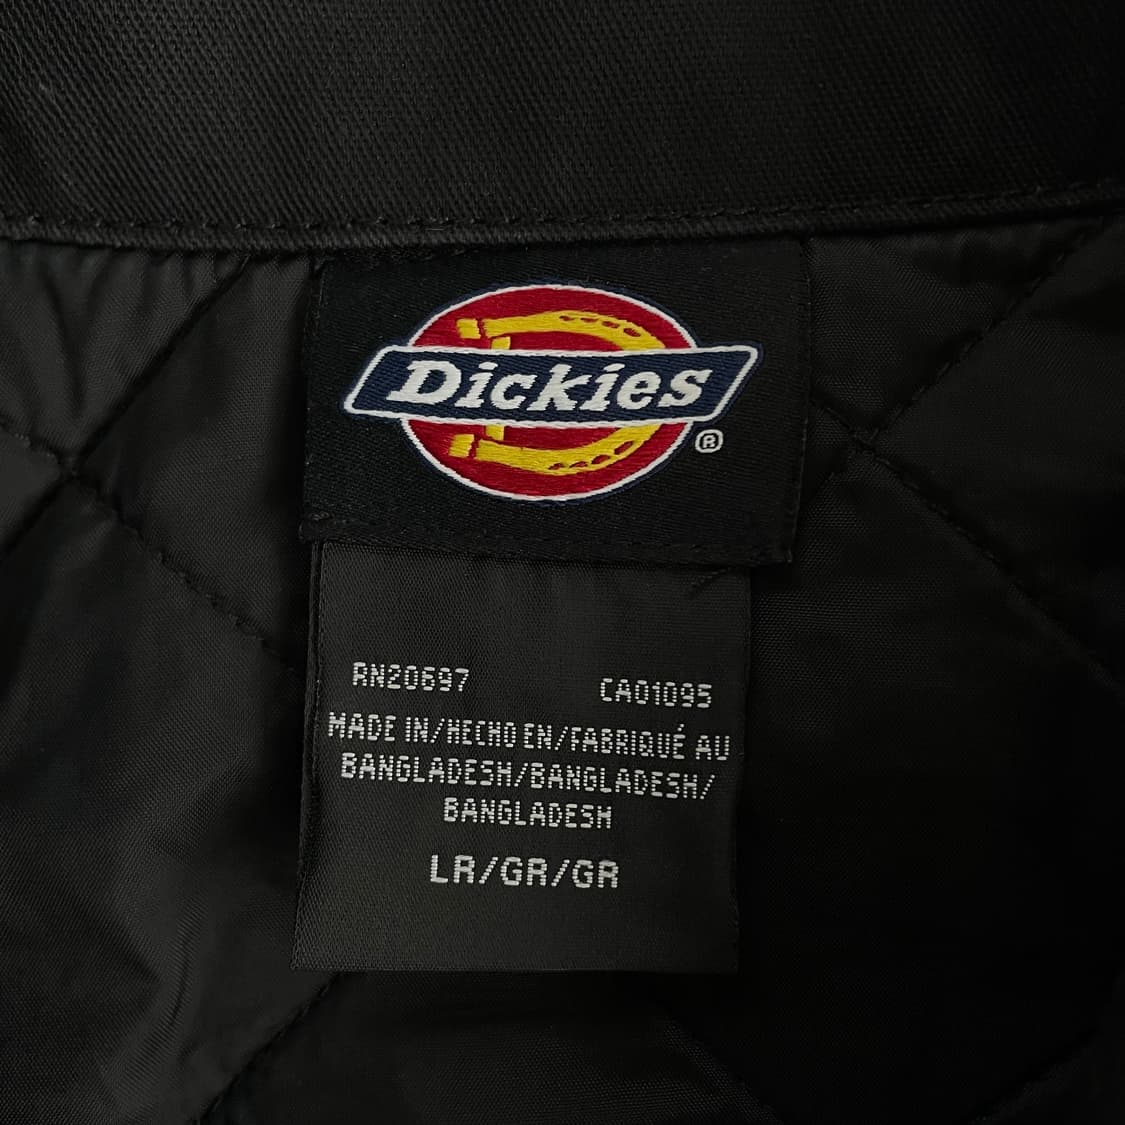 Dickies
®
RN20697 CA01095
MADE IN/HECHO EN/FABRIQUÉ AU
BANGLADESH/BANGLADESH/
BANGLADESH
LR/GR/GR